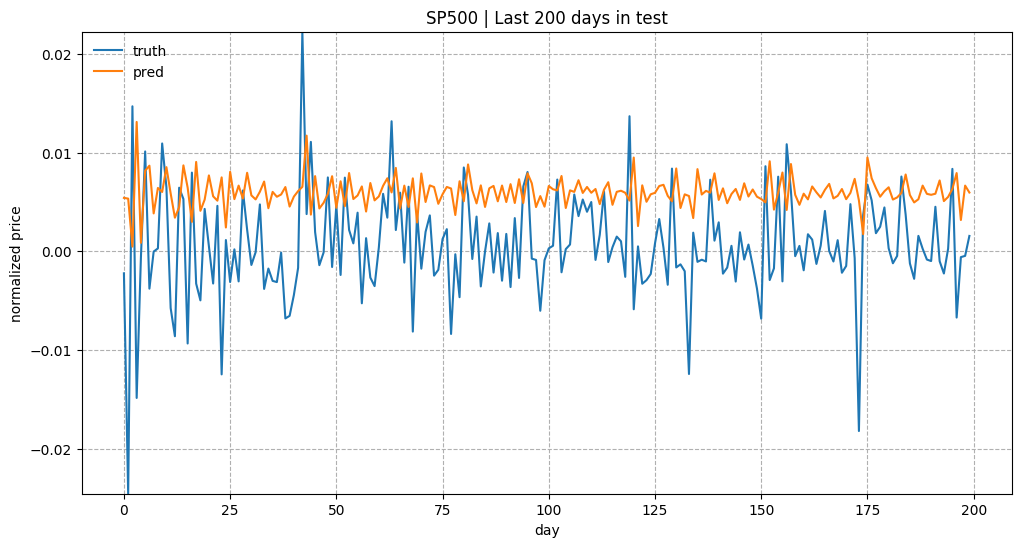 SP500 | Last 200 days in test
truth
pred
0.02
0.01
0.00
−0.01
−0.02
normalized price
0 25 50 75 100 125 150 175 200
day